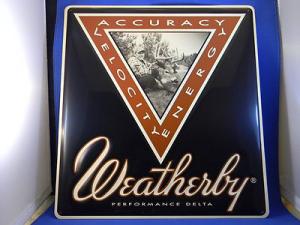 ACCURACY
VELOCITY
ENERGY
Weatherby®
PERFORMANCE DELTA